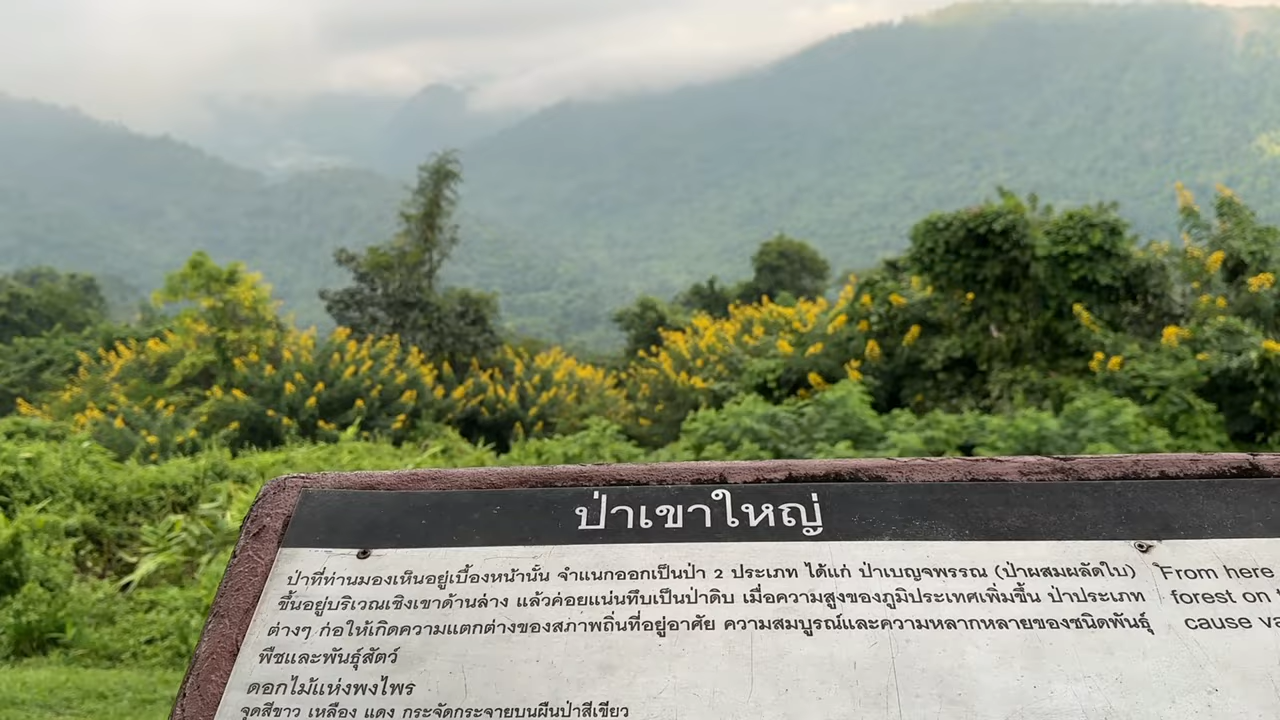 ป่าเขาใหญ่
ป่าที่ท่านมองเห็นอยู่เบื้องหน้านั้น จำแนกออกเป็นป่า 2 ประเภท ได้แก่ ป่าเบญจพรรณ (ป่าผสมผลัดใบ)
ขึ้นอยู่บริเวณเชิงเขาด้านล่าง แล้วค่อยแน่นทึบเป็นป่าดิบ เมื่อความสูงของภูมิประเทศเพิ่มขึ้น ป่าประเภท
ต่างๆ ก่อให้เกิดความแตกต่างของสภาพถิ่นที่อยู่อาศัย ความสมบูรณ์และความหลากหลายของชนิดพันธุ์
พืชและพันธุ์สัตว์
ดอกไม้แห่งพงไพร
จุดสีขาว เหลือง แดง กระจัดกระจายบนผืนป่าสีเขียว
From here
forest on
cause